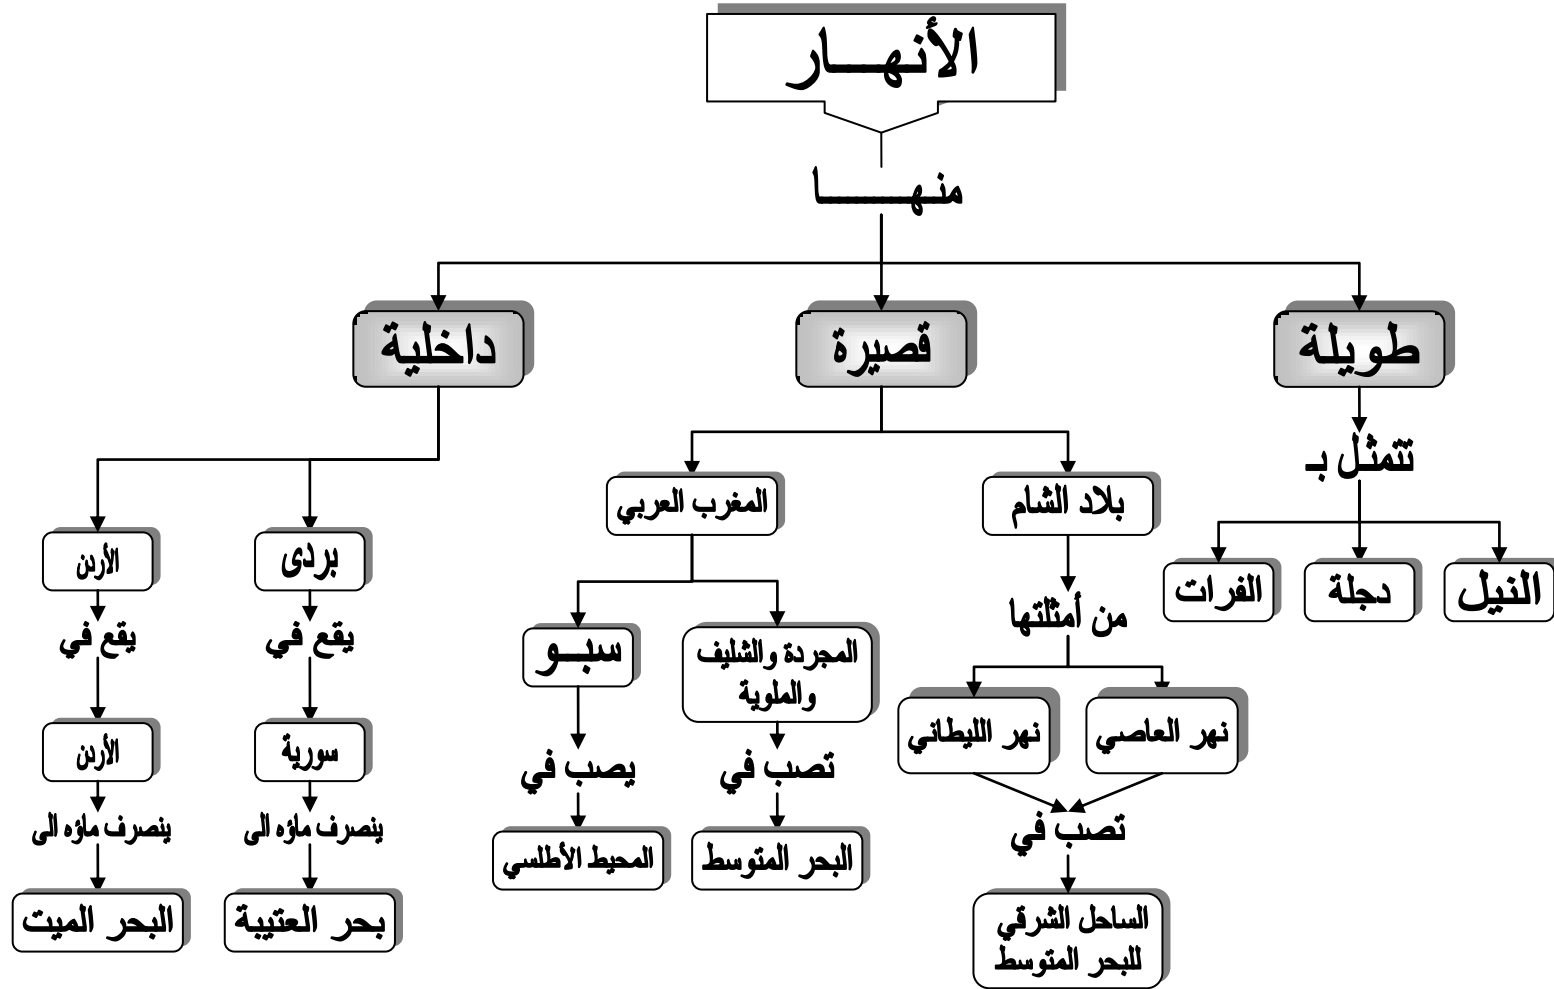 الأنهـــار
منهـــــــا
طويلة
قصيرة
داخلية
تتمثل بـ
النيل
دجلة
الفرات
بلاد الشام
من أمثلتها
نهر العاصي
نهر الليطاني
تصب في
الساحل الشرقي
للبحر المتوسط
المغرب العربي
المجردة والشليف
والملوية
تصب في
البحر المتوسط
سبــو
يصب في
المحيط الأطلسي
بردى
يقع في
سورية
ينصرف ماؤه الى
بحر العتيبة
الأردن
يقع في
الأردن
ينصرف ماؤه الى
البحر الميت